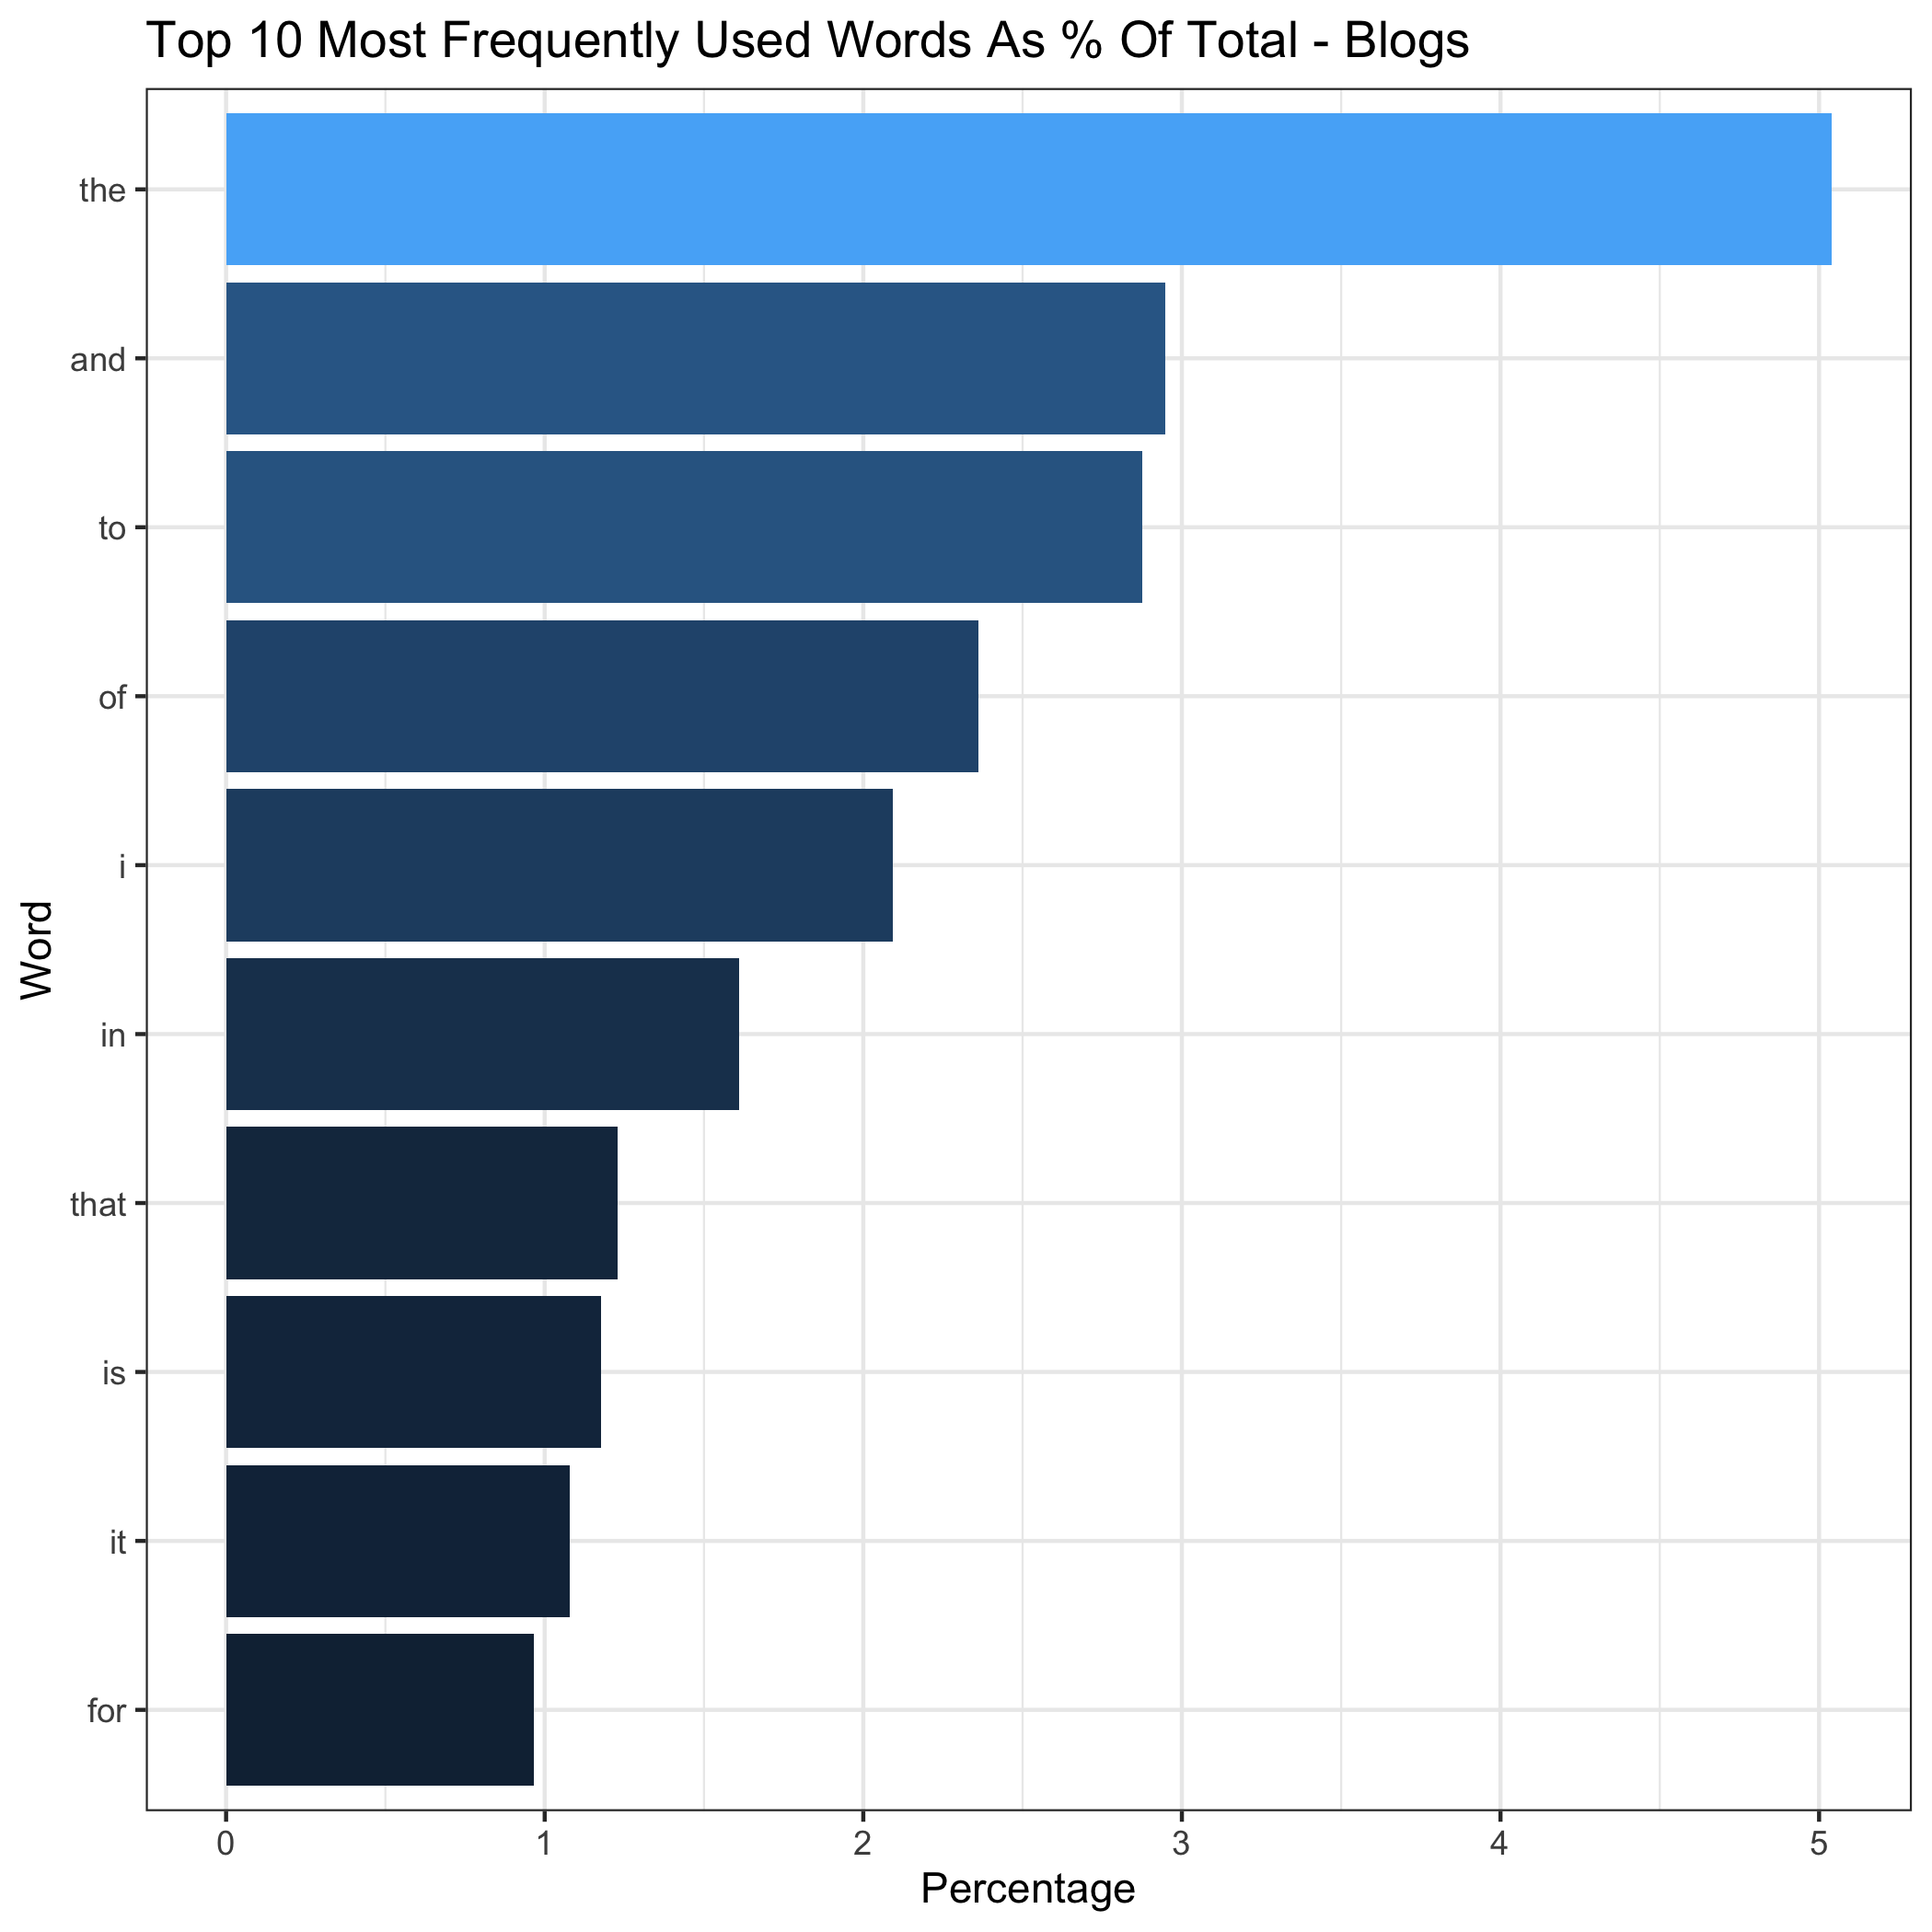 Top 10 Most Frequently Used Words As % Of Total - Blogs
the
and
to
of
i
in
that
is
it
for
Word
0 1 2 3 4 5
Percentage